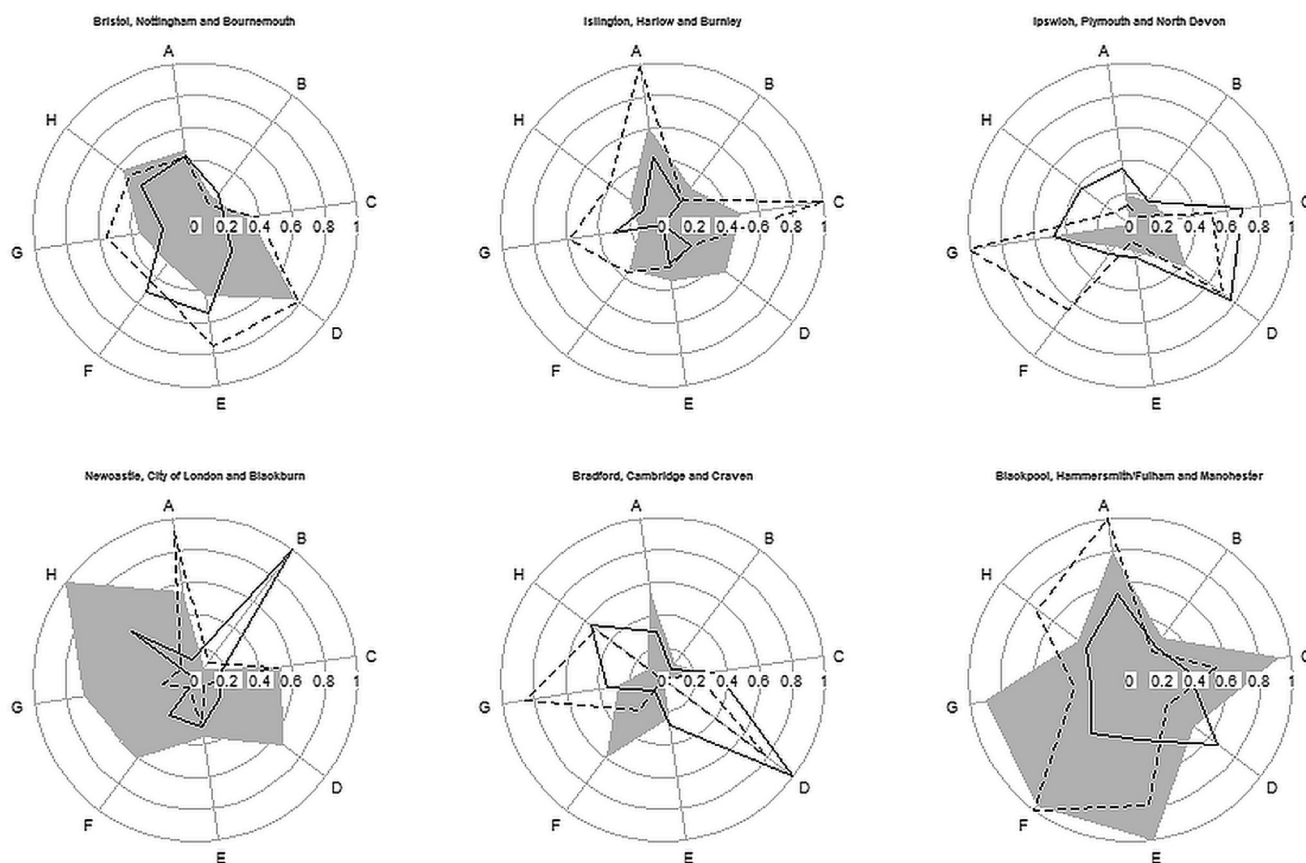 Bristol, Nottingham and Bournemouth
Islington, Harlow and Burnley
Ipswich, Plymouth and North Devon
A
B
C
D
E
F
G
H
0 0.2 0.4 0.6 0.8 1
A
B
C
D
E
F
G
H
0 0.2 0.4 0.6 0.8 1
A
B
C
D
E
F
G
H
0 0.2 0.4 0.6 0.8 1
Newcastle, City of London and Blackburn
Bradford, Cambridge and Craven
Blackpool, Hammersmith/Fulham and Manchester
A
B
C
D
E
F
G
H
0 0.2 0.4 0.6 0.8 1
A
B
C
D
E
F
G
H
0 0.2 0.4 0.6 0.8 1
A
B
C
D
E
F
G
H
0 0.2 0.4 0.6 0.8 1